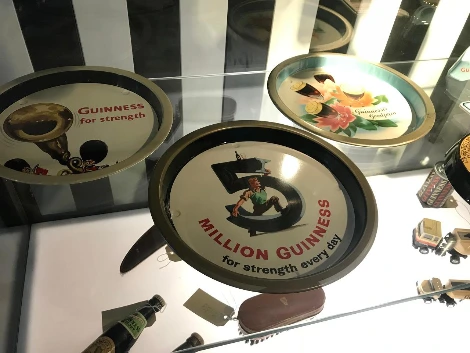 GUINNESS
for strength
5
MILLION GUINNESS
for strength every day